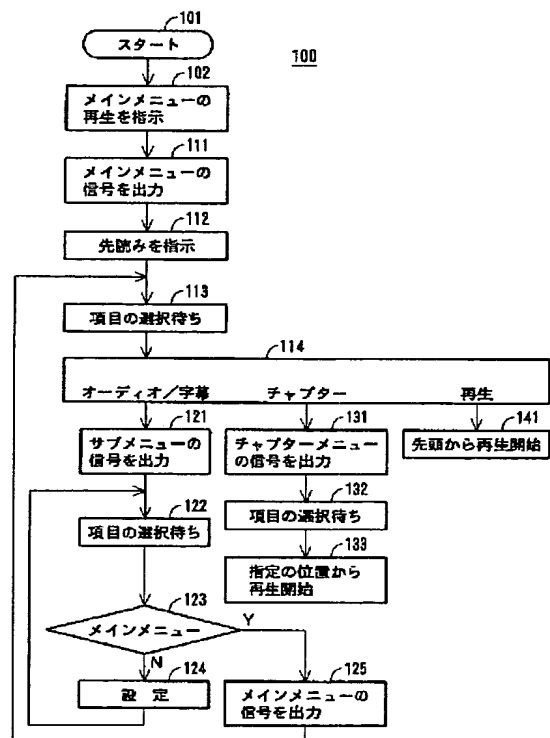 101
スタート
100
102
メインメニューの
再生を指示
111
メインメニューの
信号を出力
112
先読みを指示
113
項目の選択待ち
114
オーディオ/字幕 チャプター 再生
121
サブメニューの
信号を出力
131
チャプターメニュー
の信号を出力
141
先頭から再生開始
122
項目の選択待ち
132
項目の選択待ち
133
指定の位置から
再生開始
123
メインメニュー
Y
N
124
設 定
125
メインメニューの
信号を出力